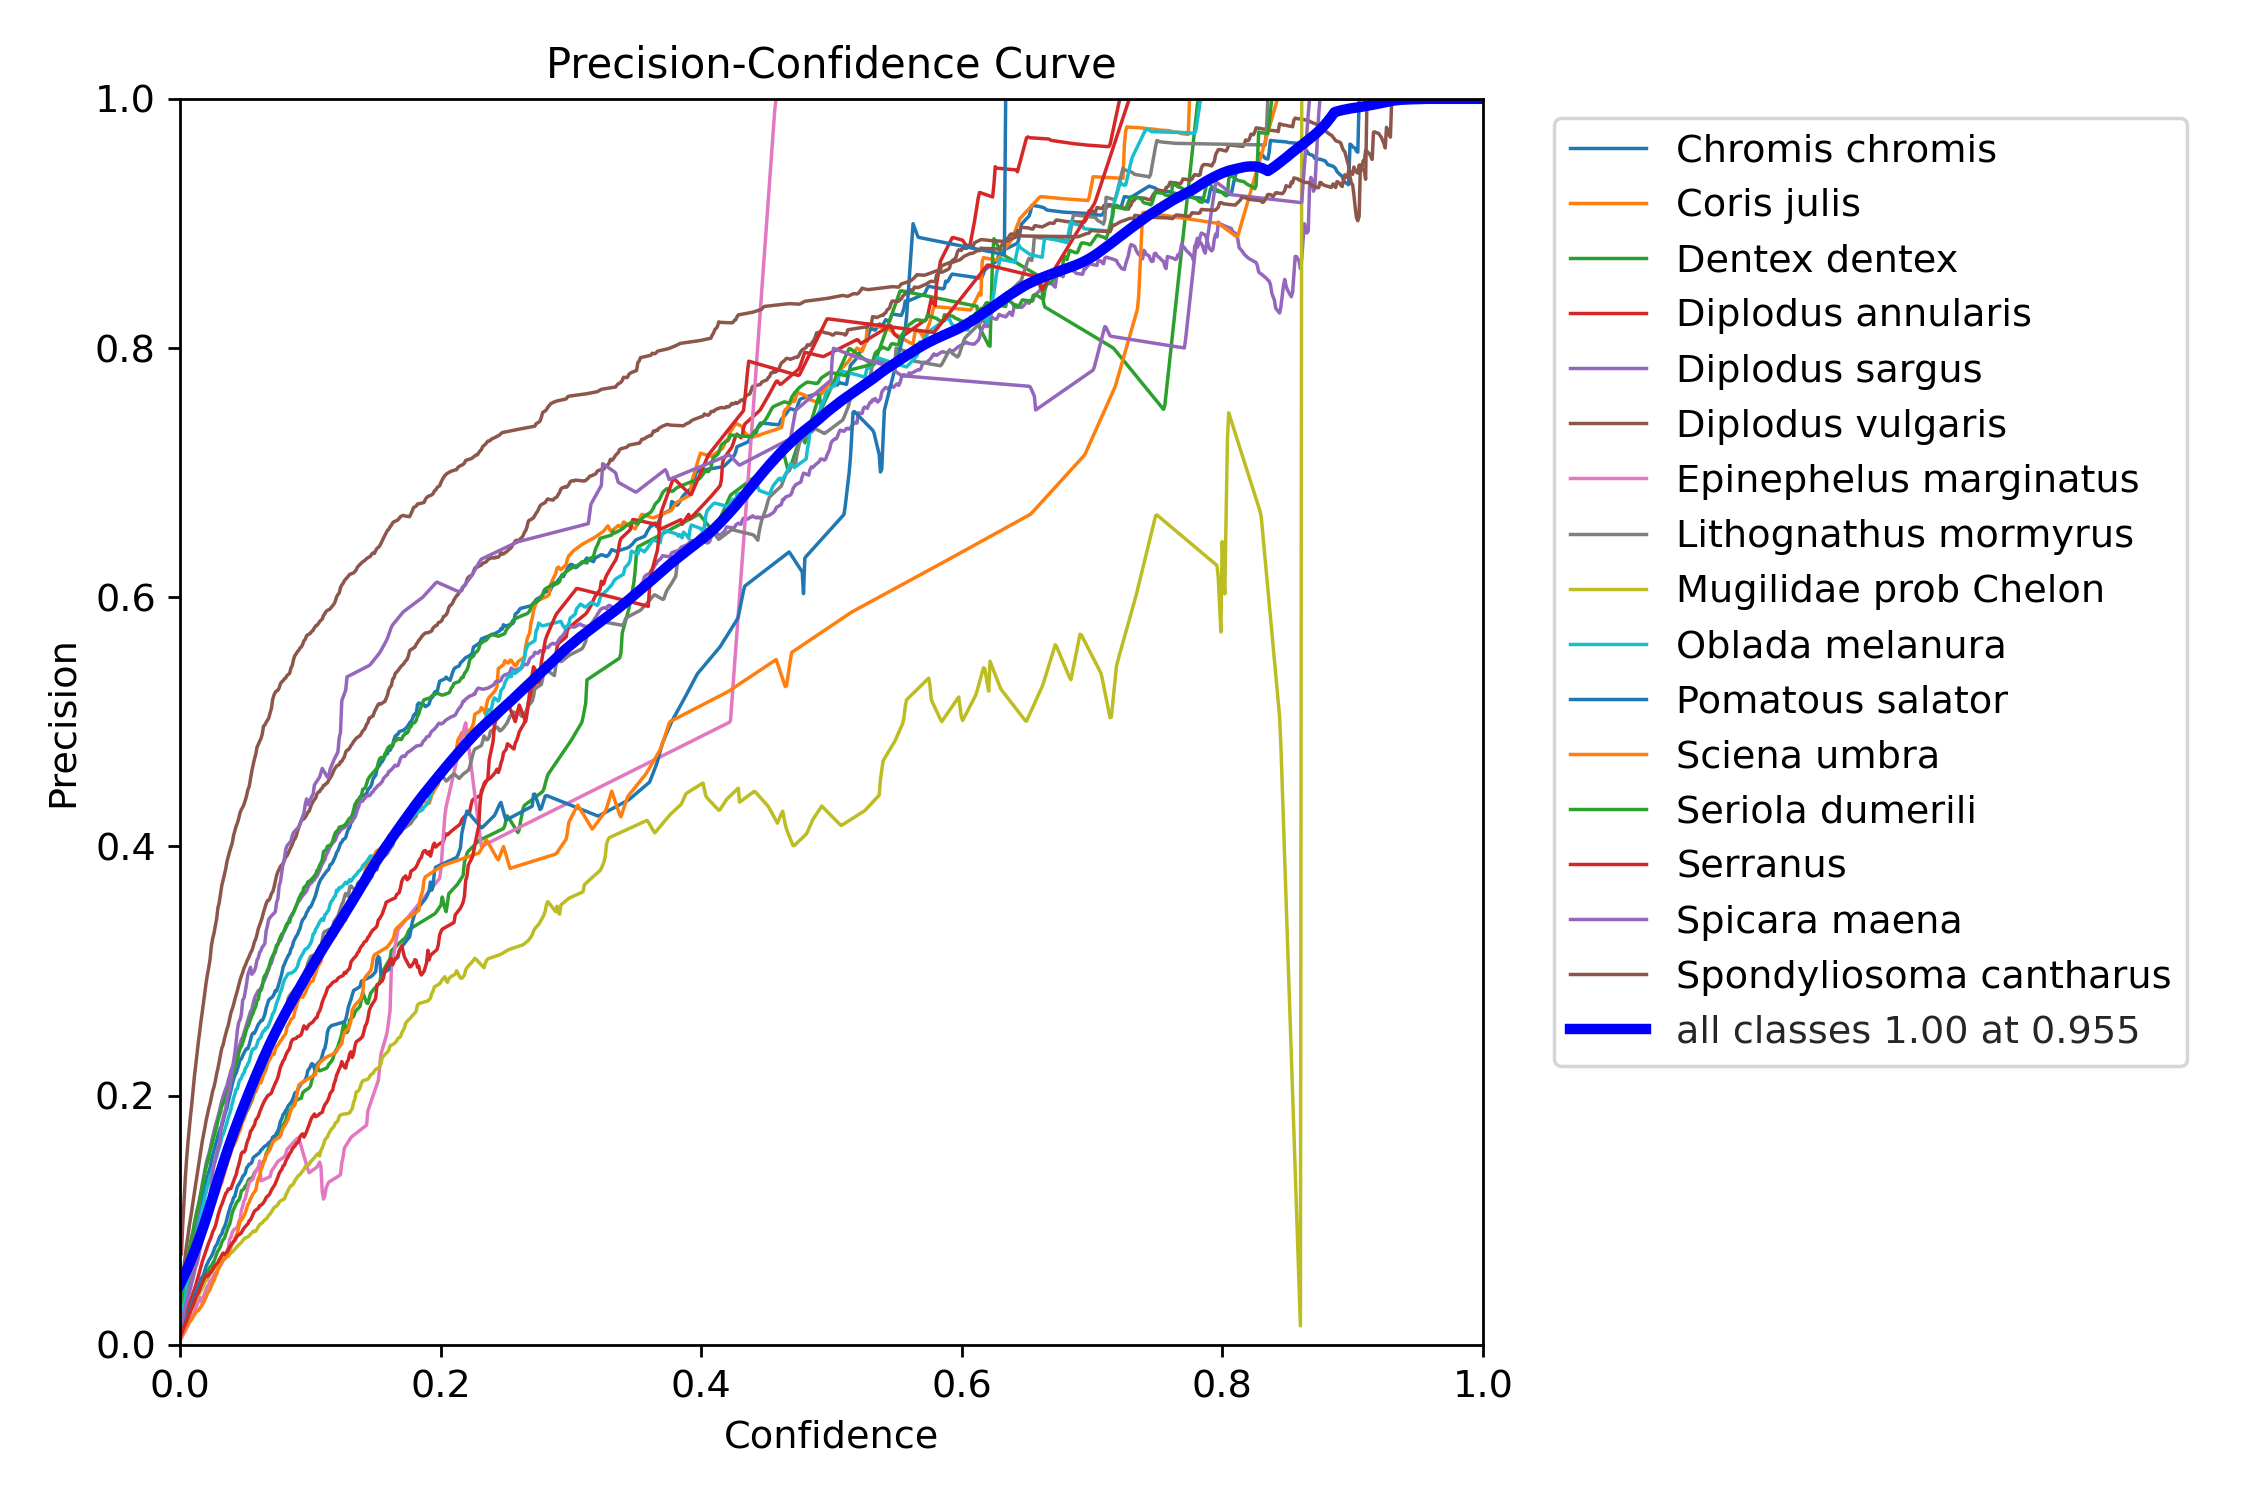 Precision-Confidence Curve
1.0
0.8
0.6
0.4
0.2
0.0
Precision
0.0 0.2 0.4 0.6 0.8 1.0
Confidence
Chromis chromis
Coris julis
Dentex dentex
Diplodus annularis
Diplodus sargus
Diplodus vulgaris
Epinephelus marginatus
Lithognathus mormyrus
Mugilidae prob Chelon
Oblada melanura
Pomatous salator
Sciena umbra
Seriola dumerili
Serranus
Spicara maena
Spondyliosoma cantharus
all classes 1.00 at 0.955